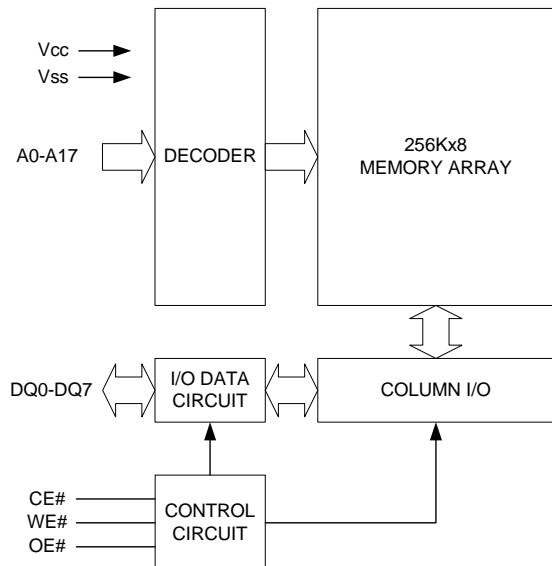 Vcc
Vss
A0-A17
DECODER
256Kx8
MEMORY ARRAY
DQ0-DQ7
I/O DATA
CIRCUIT
COLUMN I/O
CE#
WE#
OE#
CONTROL
CIRCUIT